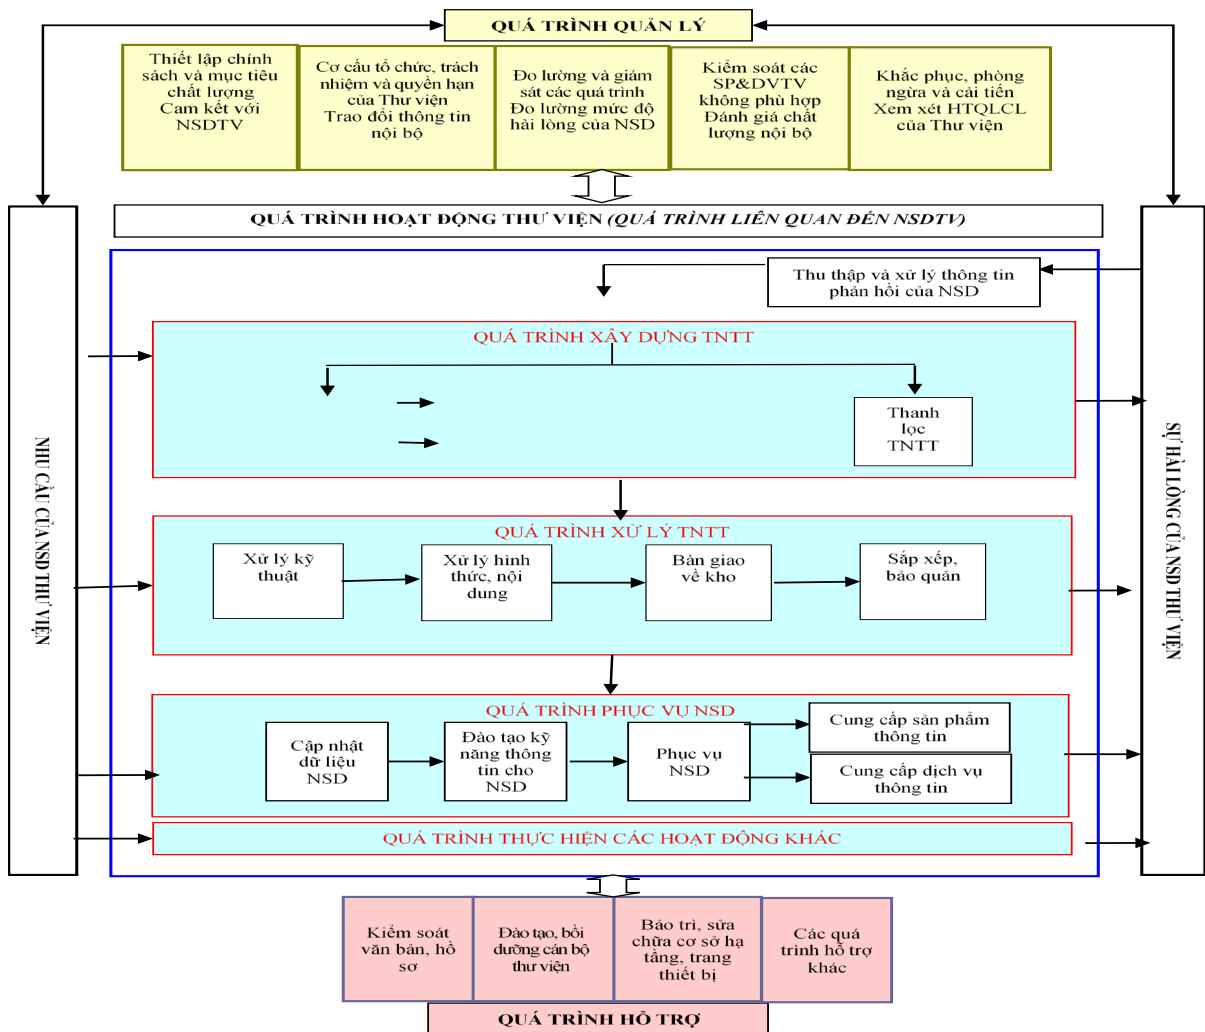 QUÁ TRÌNH QUẢN LÝ
Thiết lập chính
sách và mục tiêu
chất lượng
Cam kết với
NSDTV
Cơ cấu tổ chức, trách
nhiệm và quyền hạn
của Thư viện
Trao đổi thông tin
nội bộ
Đo lường và giám
sát các quá trình
Đo lường mức độ
hài lòng của NSD
Kiểm soát các
SP&DVTV
không phù hợp
Đánh giá chất
lượng nội bộ
Khắc phục, phòng
ngừa và cải tiến
Xem xét HTQLCL
của Thư viện
QUÁ TRÌNH HOẠT ĐỘNG THƯ VIỆN (QUÁ TRÌNH LIÊN QUAN ĐẾN NSDTV)
NHU CẦU CỦA NSD THƯ VIỆN
Thu thập và xử lý thông tin
phản hồi của NSD
QUÁ TRÌNH XÂY DỰNG TNTT
Thanh
lọc
TNTT
QUÁ TRÌNH XỬ LÝ TNTT
Xử lý kỹ
thuật
Xử lý hình
thức, nội
dung
Bàn giao
về kho
Sắp xếp,
bảo quản
QUÁ TRÌNH PHỤC VỤ NSD
Cập nhật
dữ liệu
NSD
Đào tạo kỹ
năng thông
tin cho
NSD
Phục vụ
NSD
Cung cấp sản phẩm
thông tin
Cung cấp dịch vụ
thông tin
QUÁ TRÌNH THỰC HIỆN CÁC HOẠT ĐỘNG KHÁC
SỰ HÀI LÒNG CỦA NSD THƯ VIỆN
Kiểm soát
văn bản, hồ
sơ
Đào tạo, bồi
dưỡng cán bộ
thư viện
Bảo trì, sửa
chữa cơ sở hạ
tầng, trang
thiết bị
Các quá
trình hỗ trợ
khác
QUÁ TRÌNH HỖ TRỢ